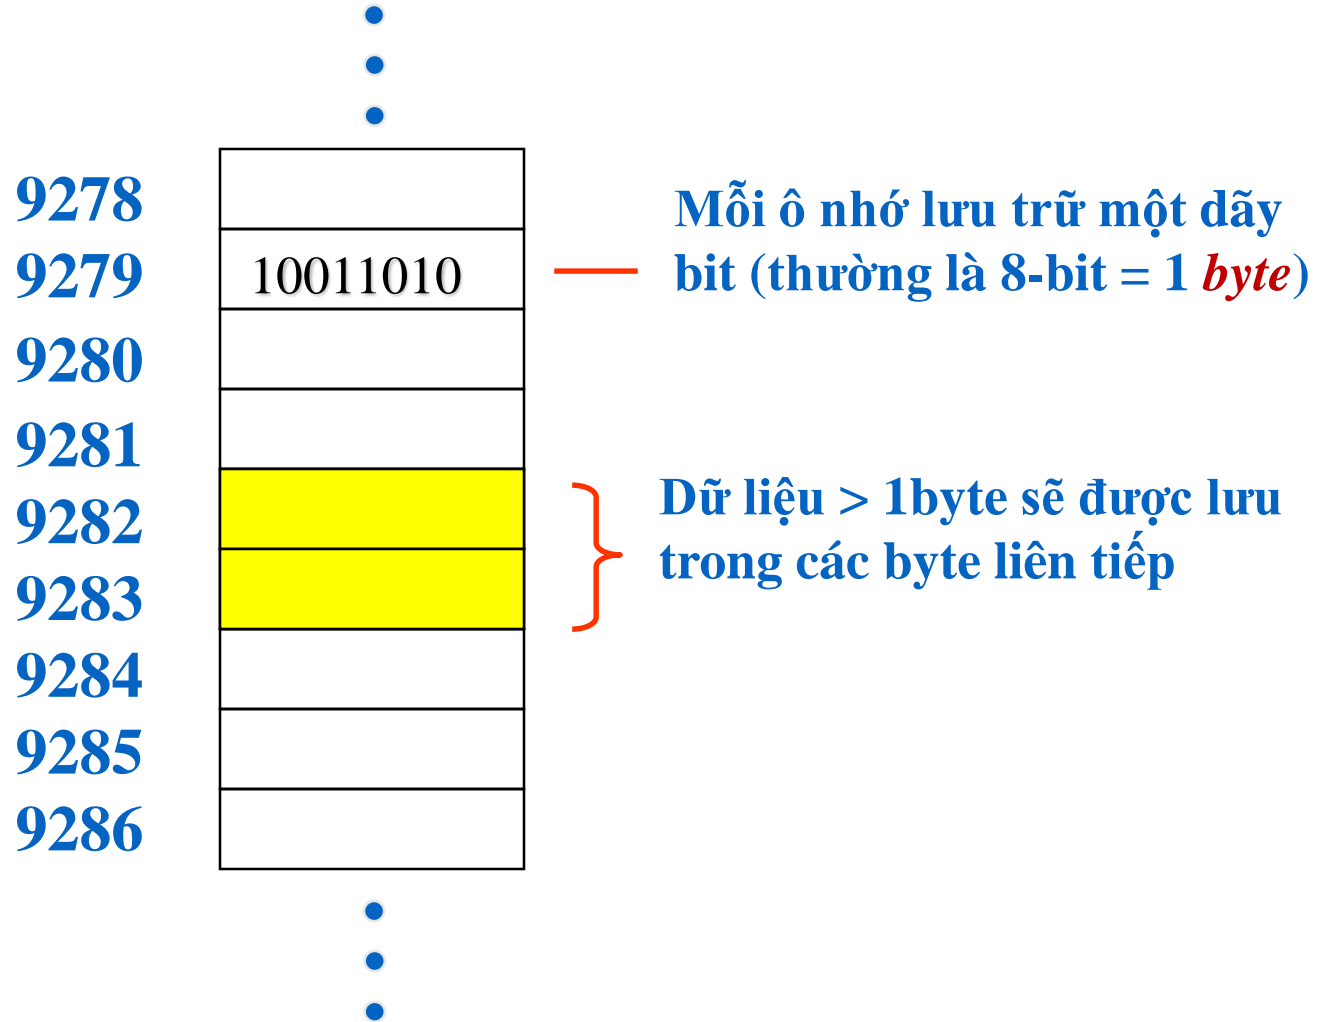 9278
9279
10011010
Mỗi ô nhớ lưu trữ một dãy
bit (thường là 8-bit = 1 byte)
9280
9281
9282
9283
Dữ liệu > 1byte sẽ được lưu
trong các byte liên tiếp
9284
9285
9286